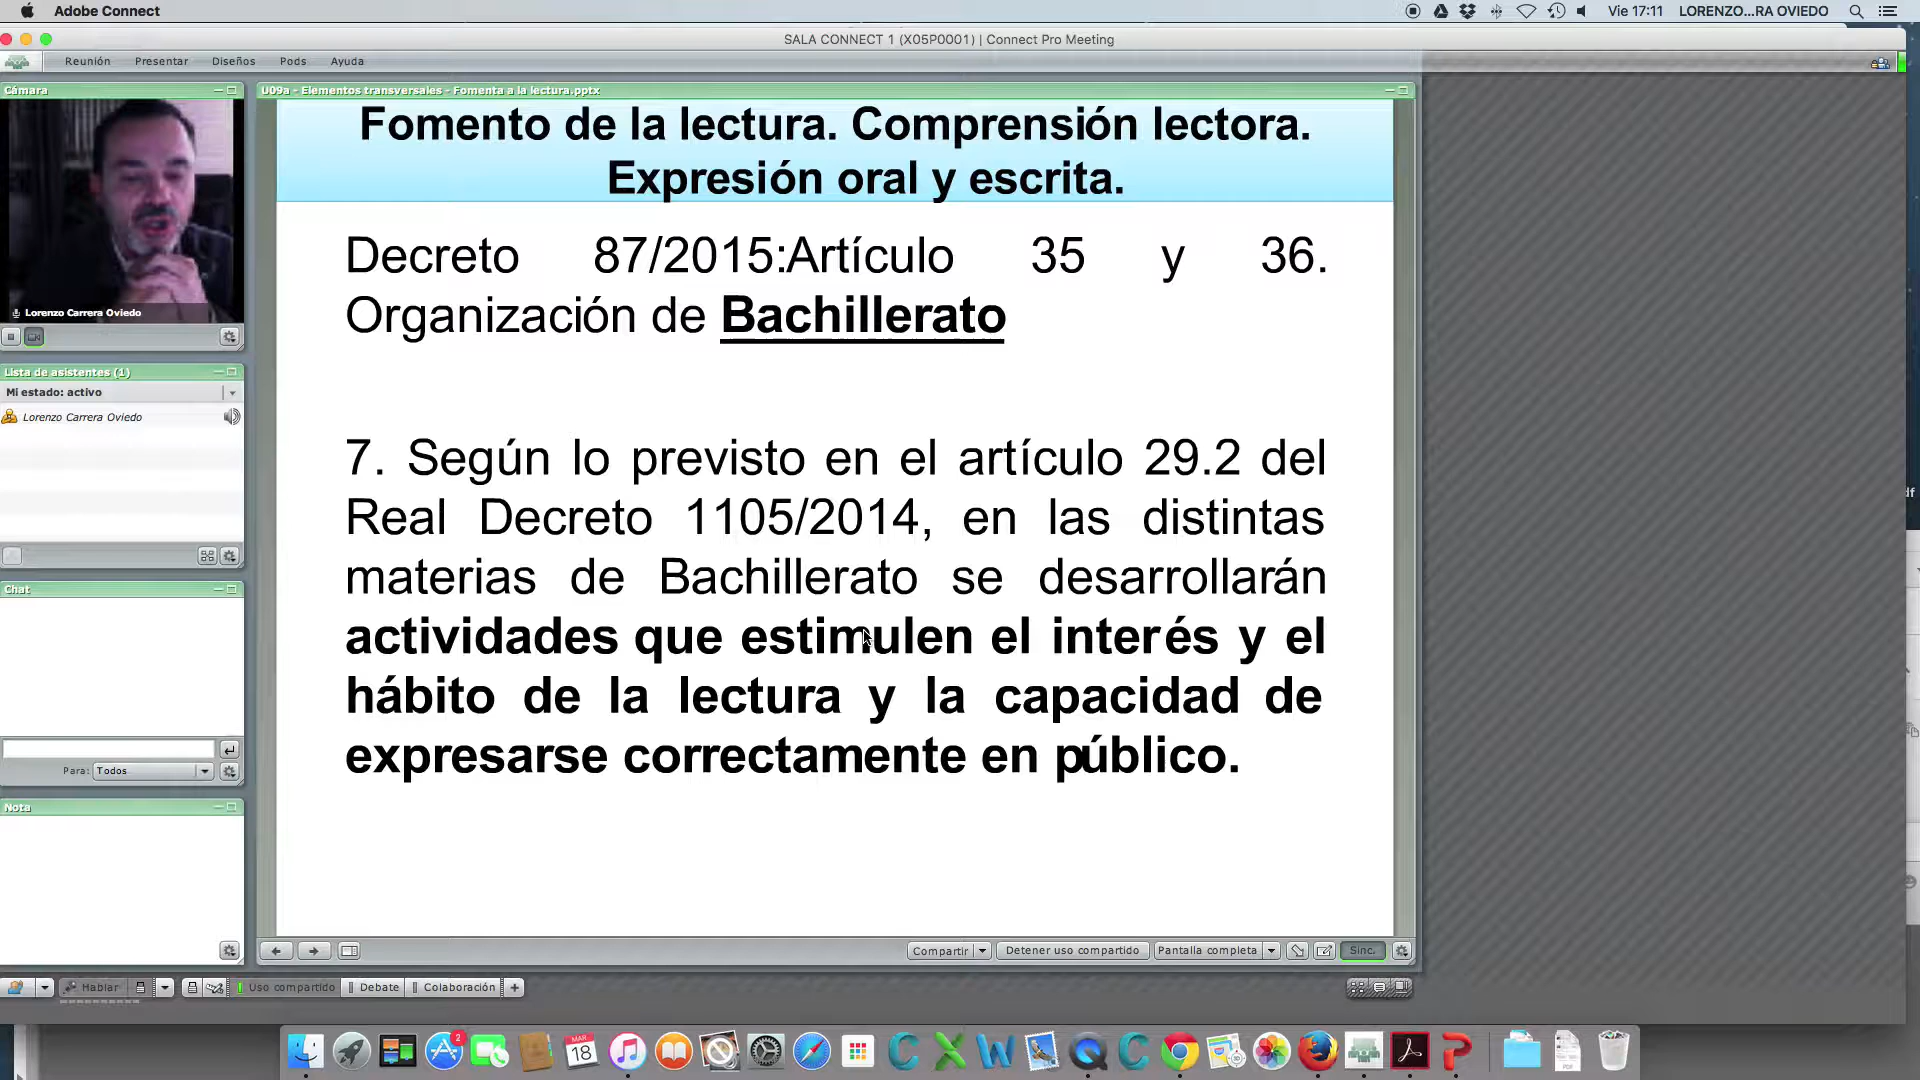 Adobe Connect
Vie 17:11
LORENZO...RA OVIEDO
SALA CONNECT 1 (X05P0001) | Connect Pro Meeting
Reunión
Presentar
Diseños
Pods
Ayuda
Cámara
Lorenzo Carrera Oviedo
Lista de asistentes (1)
Mi estado: activo
Lorenzo Carrera Oviedo
Chat
Para:
Todos
Nota
U09a - Elementos transversales - Fomenta a la lectura.pptx
Fomento de la lectura. Comprensión lectora.
Expresión oral y escrita.
Decreto 87/2015:Artículo 35 y 36.
Organización de Bachillerato
7. Según lo previsto en el artículo 29.2 del
Real Decreto 1105/2014, en las distintas
materias de Bachillerato se desarrollarán
actividades que estimulen el interés y el
hábito de la lectura y la capacidad de
expresarse correctamente en público.
Compartir
Detener uso compartido
Pantalla completa
Sinc.
Hablar
Uso compartido
Debate
Colaboración
df
2
MAR
18
PDF